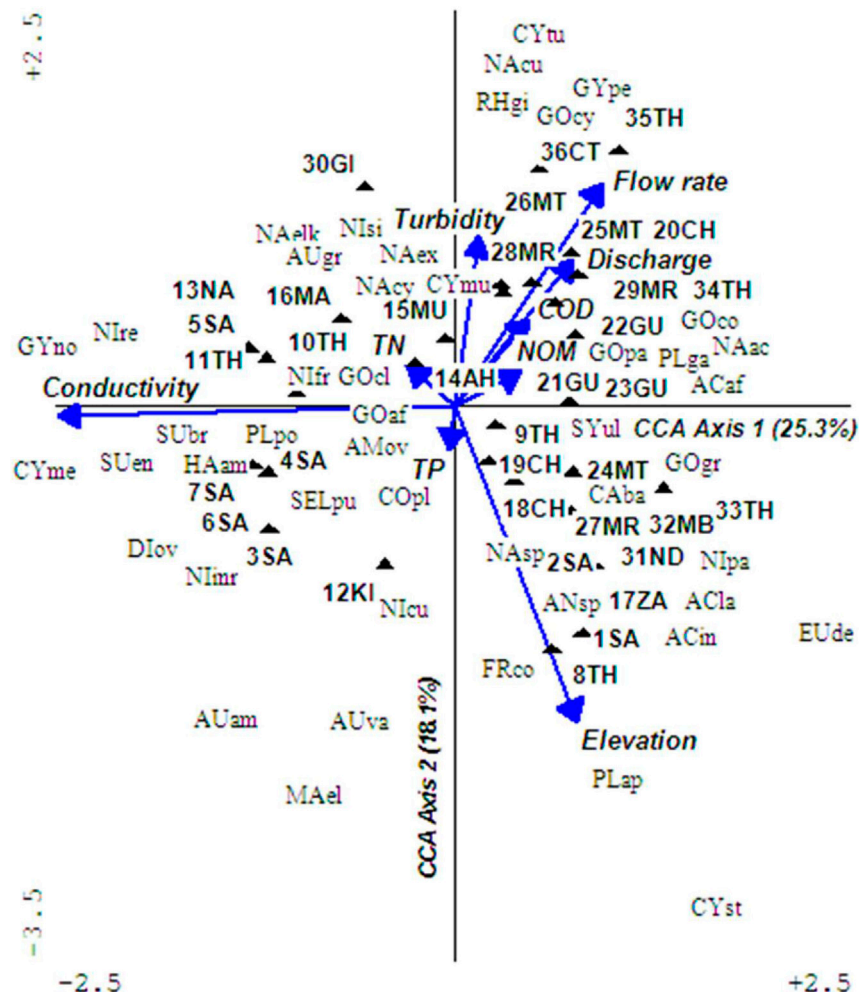 +2.5
CYtu
NAcu
GYpe
RHgi
GOcy
35TH
36CT
30GI
Flow rate
26MT
Turbidity
NIsi
25MT 20CH
NAelk
AUgr
NAex
28MR
Discharge
13NA
16MA
NAcy
CYmu
29MR 34TH
5SA
15MU
COD
GYno
NIre
10TH
22GU
GOco
11TH
TN
NOM
GOpa
PLga
NAac
NIfr
GOcl
14AH
21GU
23GU
ACaf
Conductivity
GOaf
9TH
SYul
CCA Axis 1 (25.3%)
SUbr
PLpo
AMov
CYme
SUen
HAam
4SA
TP
19CH
24MT
GOgr
7SA
SELpu
COpl
18CH
CAba
33TH
6SA
27MR
32MB
DIov
3SA
NAsp
2SA
31ND
NIpa
NImr
12KI
NIcu
ANsp
17ZA
ACla
1SA
ACin
EUde
FRco
8TH
AUam
AUva
CCA Axis 2 (18.1%)
Elevation
MAel
PLap
CYst
-3.5
-2.5
+2.5